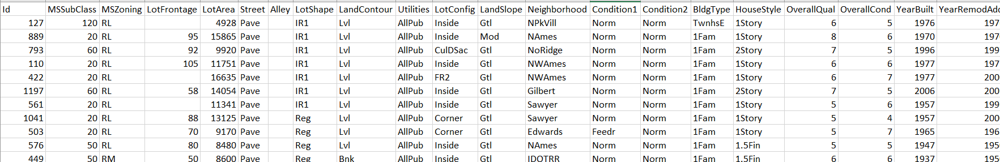 Id MSSubClass MSZoning LotFrontage LotArea Street Alley LotShape LandContour Utilities LotConfig LandSlope Neighborhood Condition1 Condition2 BldgType HouseStyle OverallQual OverallCond YearBuilt YearRemodAdd
127 120 RL 4928 Pave IR1 Lvl AllPub Inside Gtl NPkVill Norm Norm TwnhsE 1Story 6 5 1976 197
889 20 RL 95 15865 Pave IR1 Lvl AllPub Inside Mod NAmes Norm Norm 1Fam 1Story 8 6 1970 197
793 60 RL 92 9920 Pave IR1 Lvl AllPub CulDSac Gtl NoRidge Norm Norm 1Fam 2Story 7 5 1996 199
110 20 RL 105 11751 Pave IR1 Lvl AllPub Inside Gtl NWAmes Norm Norm 1Fam 1Story 6 6 1977 197
422 20 RL 16635 Pave IR1 Lvl AllPub FR2 Gtl NWAmes Norm Norm 1Fam 1Story 6 7 1977 200
1197 60 RL 58 14054 Pave IR1 Lvl AllPub Inside Gtl Gilbert Norm Norm 1Fam 2Story 7 5 2006 200
561 20 RL 11341 Pave IR1 Lvl AllPub Inside Gtl Sawyer Norm Norm 1Fam 1Story 5 6 1957 199
1041 20 RL 88 13125 Pave Reg Lvl AllPub Corner Gtl Sawyer Norm Norm 1Fam 1Story 5 4 1957 200
503 20 RL 70 9170 Pave Reg Lvl AllPub Corner Gtl Edwards Feedr Norm 1Fam 1Story 5 7 1965 196
576 50 RL 80 8480 Pave Reg Lvl AllPub Inside Gtl NAmes Norm Norm 1Fam 1.5Fin 5 5 1947 195
449 50 RM 50 8600 Pave Reg Bnk AllPub Inside Gtl IDOTRR Norm Norm 1Fam 1.5Fin 6 6 1937 195